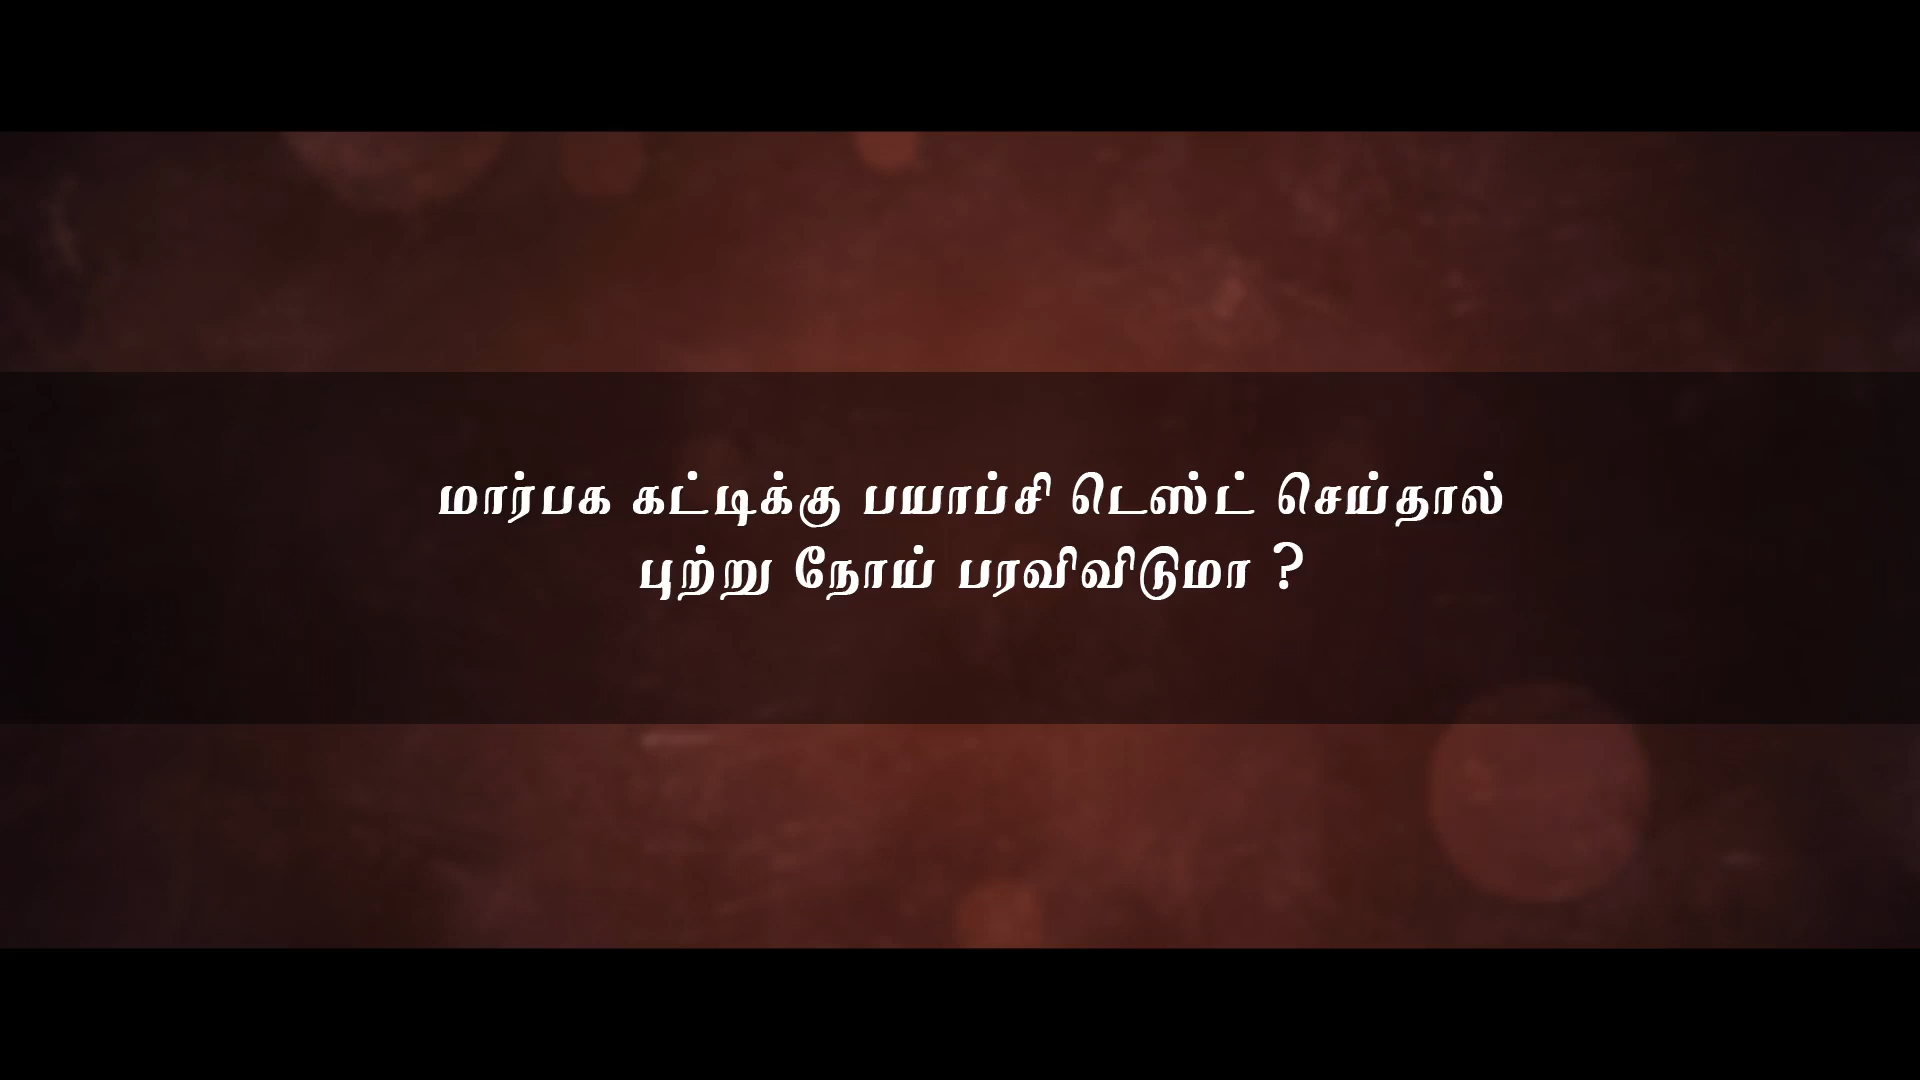 மார்பக கட்டிக்கு பயாப்சி டெஸ்ட் செய்தால்
புற்று நோய் பரவிவிடுமா ?